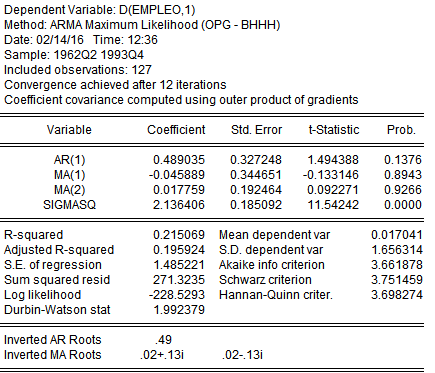 Dependent Variable: D(EMPLEO,1)
Method: ARMA Maximum Likelihood (OPG - BHHH)
Date: 02/14/16 Time: 12:36
Sample: 1962Q2 1993Q4
Included observations: 127
Convergence achieved after 12 iterations
Coefficient covariance computed using outer product of gradients
Variable Coefficient Std. Error t-Statistic Prob.
AR(1) 0.489035 0.327248 1.494388 0.1376
MA(1) -0.045889 0.344651 -0.133146 0.8943
MA(2) 0.017759 0.192464 0.092271 0.9266
SIGMASQ 2.136406 0.185092 11.54242 0.0000
R-squared 0.215069 Mean dependent var 0.017041
Adjusted R-squared 0.195924 S.D. dependent var 1.656314
S.E. of regression 1.485221 Akaike info criterion 3.661878
Sum squared resid 271.3235 Schwarz criterion 3.751459
Log likelihood -228.5293 Hannan-Quinn criter. 3.698274
Durbin-Watson stat 1.992379
Inverted AR Roots .49
Inverted MA Roots .02+.13i .02-.13i